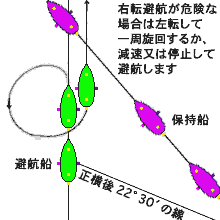 右転避航が危険な
場合は左転して
一周旋回するか、
減速又は停止して
避航します
保持船
避航船
正横後22°30′の線